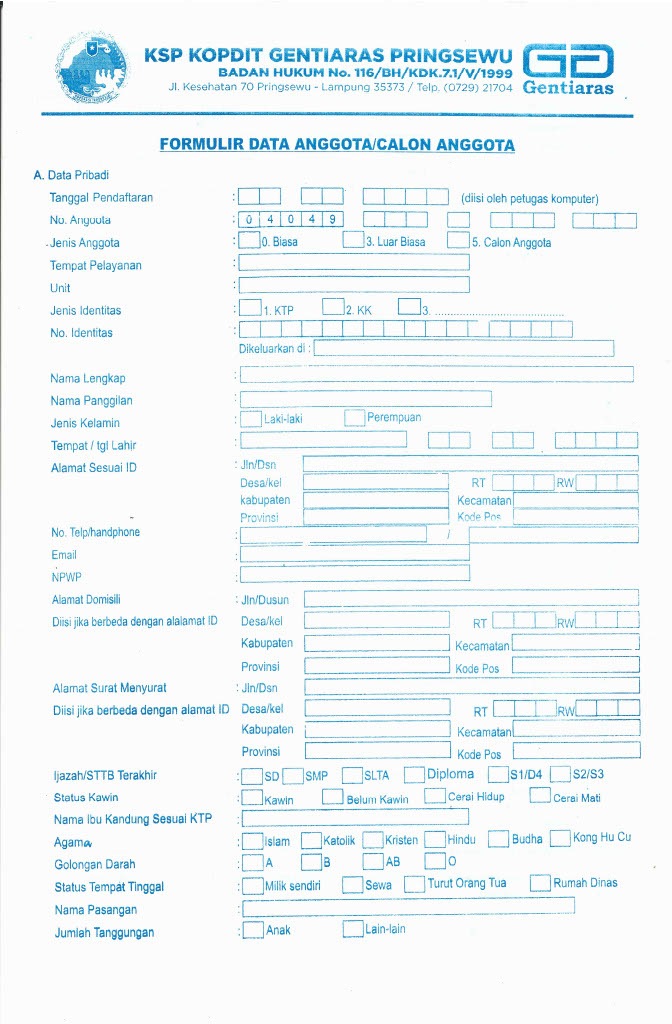 KSP KOPDIT GENTIARAS PRINGSEWU
BADAN HUKUM No. 116/BH/KDK.7.1/V/1999
Jl. Kesehatan 70 Pringsewu - Lampung 35373 / Telp. (0729) 21704
Gentiaras
FORMULIR DATA ANGGOTA/CALON ANGGOTA
A. Data Pribadi
Tanggal Pendaftaran : (diisi oleh petugas komputer)
No. Anggota : 0 4 0 4 9
Jenis Anggota : 0. Biasa 3. Luar Biasa 5. Calon Anggota
Tempat Pelayanan :
Unit :
Jenis Identitas : 1. KTP 2. KK 3. ..........................................
No. Identitas :
Dikeluarkan di :
Nama Lengkap :
Nama Panggilan :
Jenis Kelamin : Laki-laki Perempuan
Tempat / tgl Lahir :
Alamat Sesuai ID : Jln/Dsn
Desa/kel RT RW
kabupaten Kecamatan
Provinsi Kode Pos
No. Telp/handphone : /
Email :
NPWP :
Alamat Domisili : Jln/Dusun
Diisi jika berbeda dengan alalamat ID Desa/kel RT RW
Kabupaten Kecamatan
Provinsi Kode Pos
Alamat Surat Menyurat : Jln/Dsn
Diisi jika berbeda dengan alamat ID Desa/kel RT RW
Kabupaten Kecamatan
Provinsi Kode Pos
Ijazah/STTB Terakhir : SD SMP SLTA Diploma S1/D4 S2/S3
Status Kawin : Kawin Belum Kawin Cerai Hidup Cerai Mati
Nama Ibu Kandung Sesuai KTP :
Agama : Islam Katolik Kristen Hindu Budha Kong Hu Cu
Golongan Darah : A B AB O
Status Tempat Tinggal : Milik sendiri Sewa Turut Orang Tua Rumah Dinas
Nama Pasangan :
Jumlah Tanggungan : Anak Lain-lain